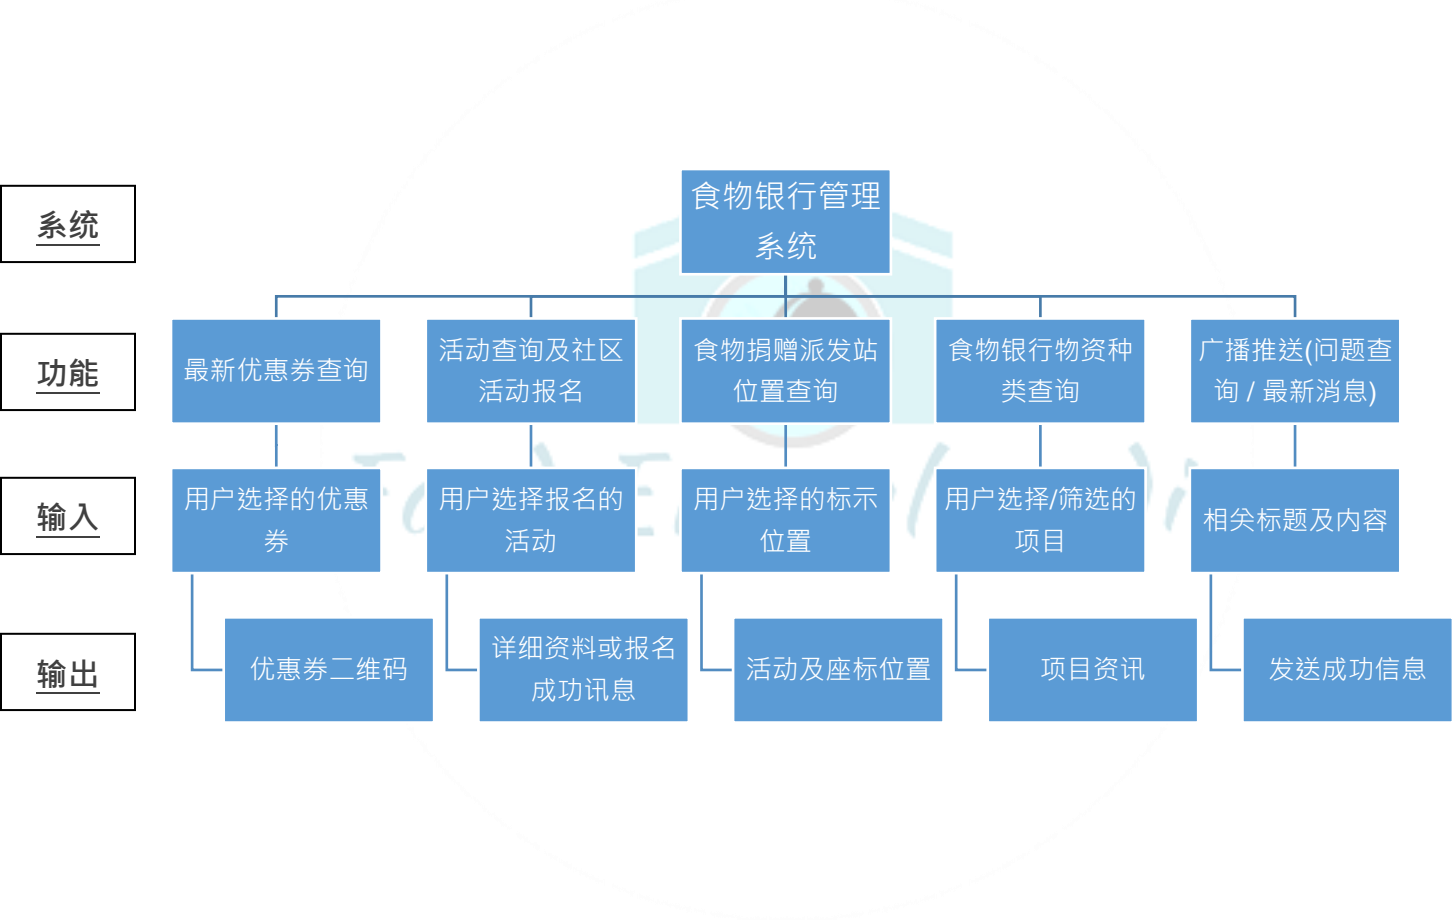 系统
食物银行管理
系统
功能
最新优惠券查询
活动查询及社区
活动报名
食物捐赠派发站
位置查询
食物银行物资种
类查询
广播推送(问题查
询 / 最新消息)
输入
用户选择的优惠
券
用户选择报名的
活动
用户选择的标示
位置
用户选择/筛选的
项目
相关标题及内容
输出
优惠券二维码
详细资料或报名
成功讯息
活动及座标位置
项目资讯
发送成功信息